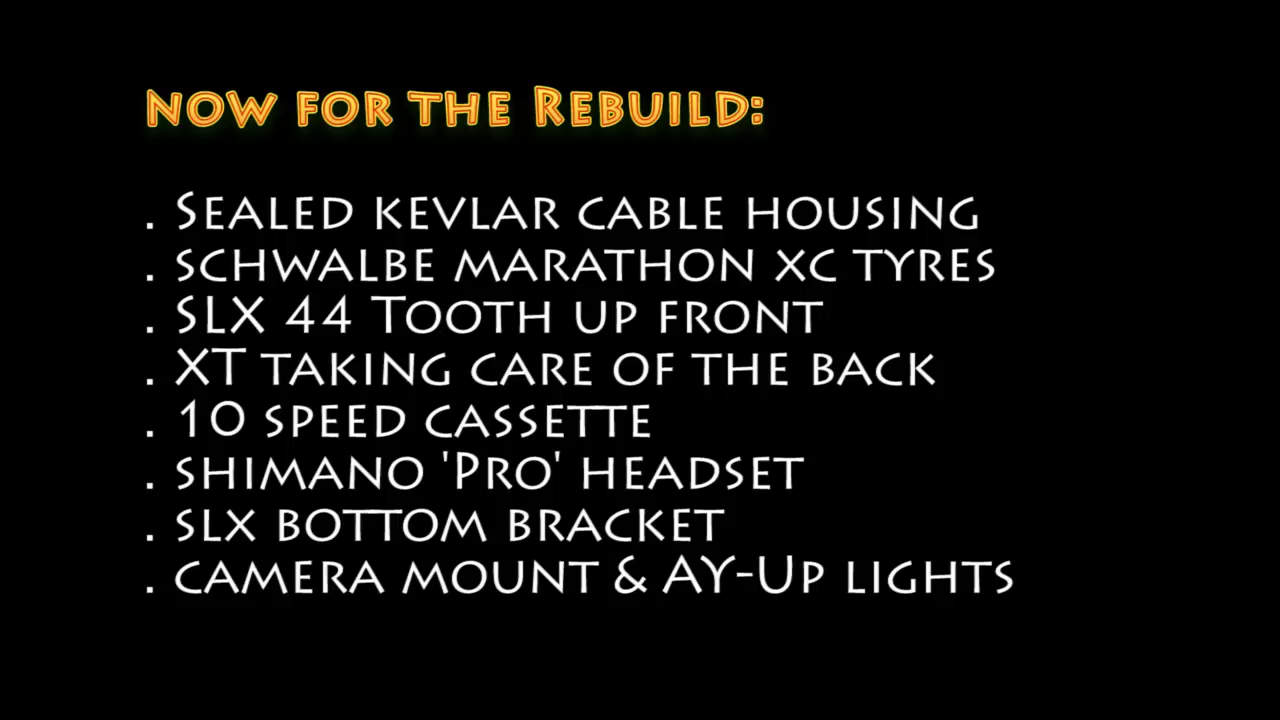 Now for the Rebuild:
. Sealed kevlar cable housing
. schwalbe marathon xc tyres
. SLX 44 Tooth up front
. XT taking care of the back
. 10 speed cassette
. shimano 'Pro' headset
. slx bottom bracket
. camera mount & AY-Up lights